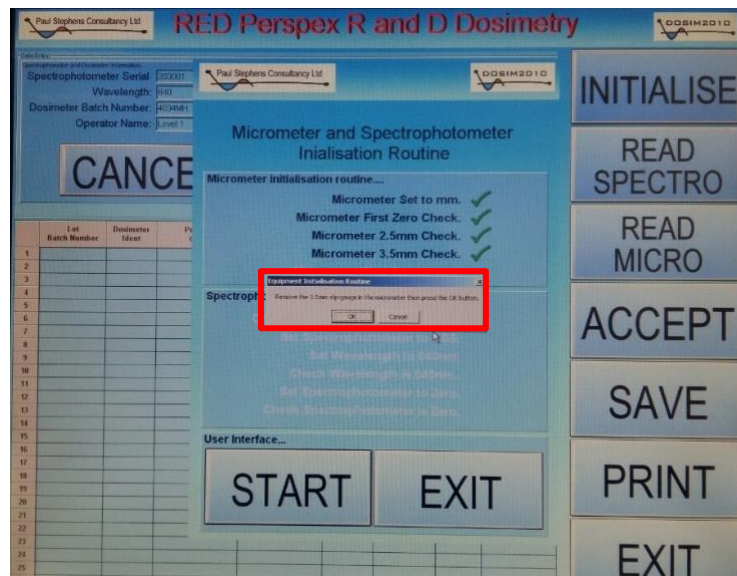 Paul Stephens Consultancy Ltd
RED Perspex R and D Dosimetry
DOSIM2010
Spectrophotometer Serial
Wavelength: 640
Dosimeter Batch Number:
Operator Name: Level 1
CANCE
Lot
Batch Number
Dosimeter
Ident
1
2
3
4
5
6
7
8
9
10
11
12
13
14
15
16
17
18
19
20
21
22
23
24
25
Paul Stephens Consultancy Ltd
DOSIM2010
Micrometer and Spectrophotometer
Inialisation Routine
Micrometer initialisation routine....
Micrometer Set to mm.
Micrometer First Zero Check.
Micrometer 2.5mm Check.
Micrometer 3.5mm Check.
Spectroph
Equipment Initialisation Routine
Remove the 3.5mm slip-gauge in the micrometer then press the OK button.
OK
Cancel
Set Wavelength to 640nm
Check Wavelength is 640nm.
Set Spectrophotometer to Zero.
Check Spectrophotometer is Zero.
User Interface...
START
EXIT
INITIALISE
READ
SPECTRO
READ
MICRO
ACCEPT
SAVE
PRINT
EXIT